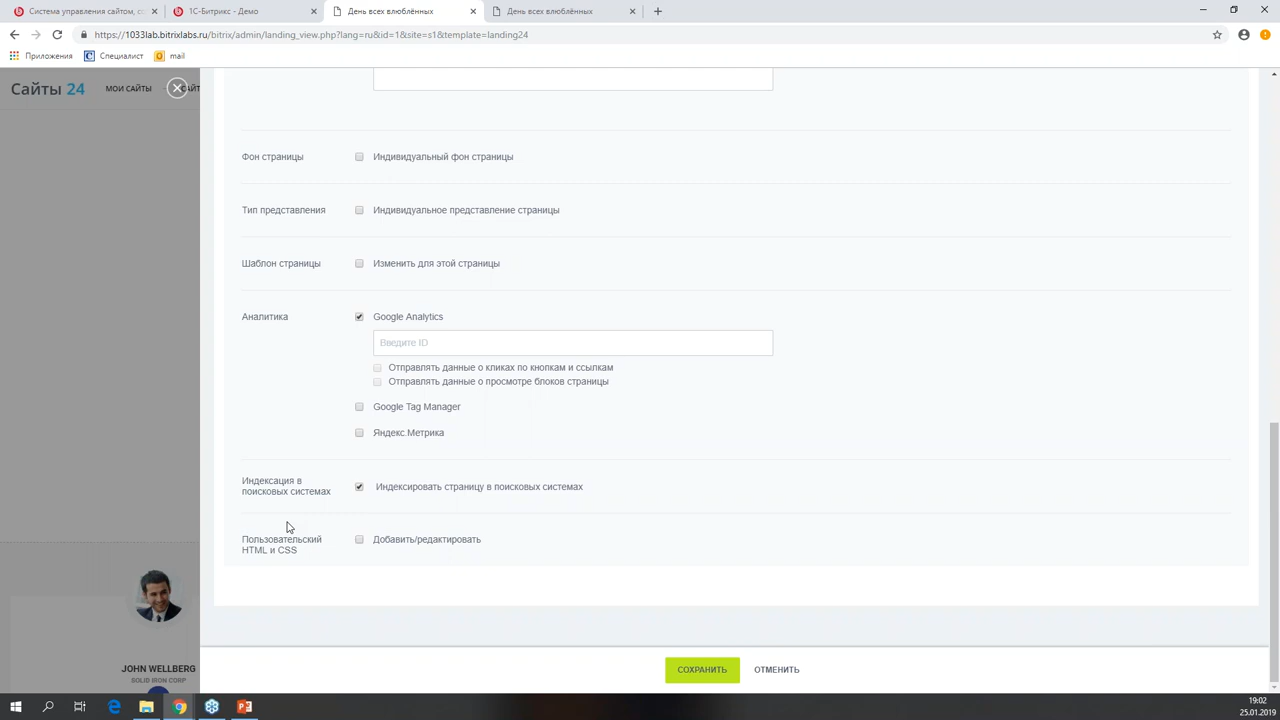 Система управления сайтом, со
1С-Битрикс - Демо
День всех влюблённых
День всех влюблённых
https://1033lab.bitrixlabs.ru/bitrix/admin/landing_view.php?lang=ru&id=1&site=s1&template=landing24
Приложения
Специалист
mail
Сайты 24
МОИ САЙТЫ
САЙТ
Фон страницы
Индивидуальный фон страницы
Тип представления
Индивидуальное представление страницы
Шаблон страницы
Изменить для этой страницы
Аналитика
Google Analytics
Введите ID
Отправлять данные о кликах по кнопкам и ссылкам
Отправлять данные о просмотре блоков страницы
Google Tag Manager
Яндекс.Метрика
Индексация в
поисковых системах
Индексировать страницу в поисковых системах
Пользовательский
HTML и CSS
Добавить/редактировать
JOHN WELLBERG
SOLID IRON CORP
СОХРАНИТЬ
ОТМЕНИТЬ
19:02
25.01.2019